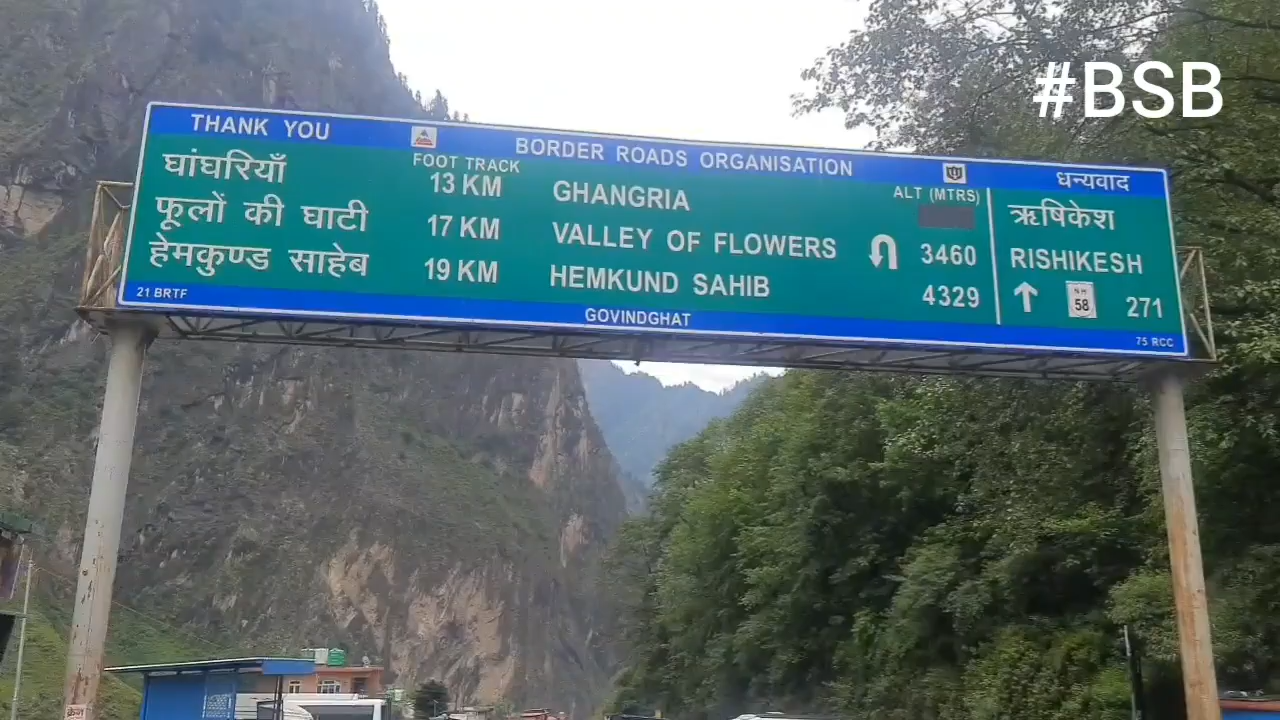 #BSB
THANK YOU BORDER ROADS ORGANISATION धन्यवाद
FOOT TRACK ALT (MTRS)
घांघरियाँ 13 KM GHANGRIA
फूलों की घाटी 17 KM VALLEY OF FLOWERS 3460
हेमकुण्ड साहेब 19 KM HEMKUND SAHIB 4329
ऋषिकेश
RISHIKESH
NH 58 271
21 BRTF GOVINDGHAT 75 RCC